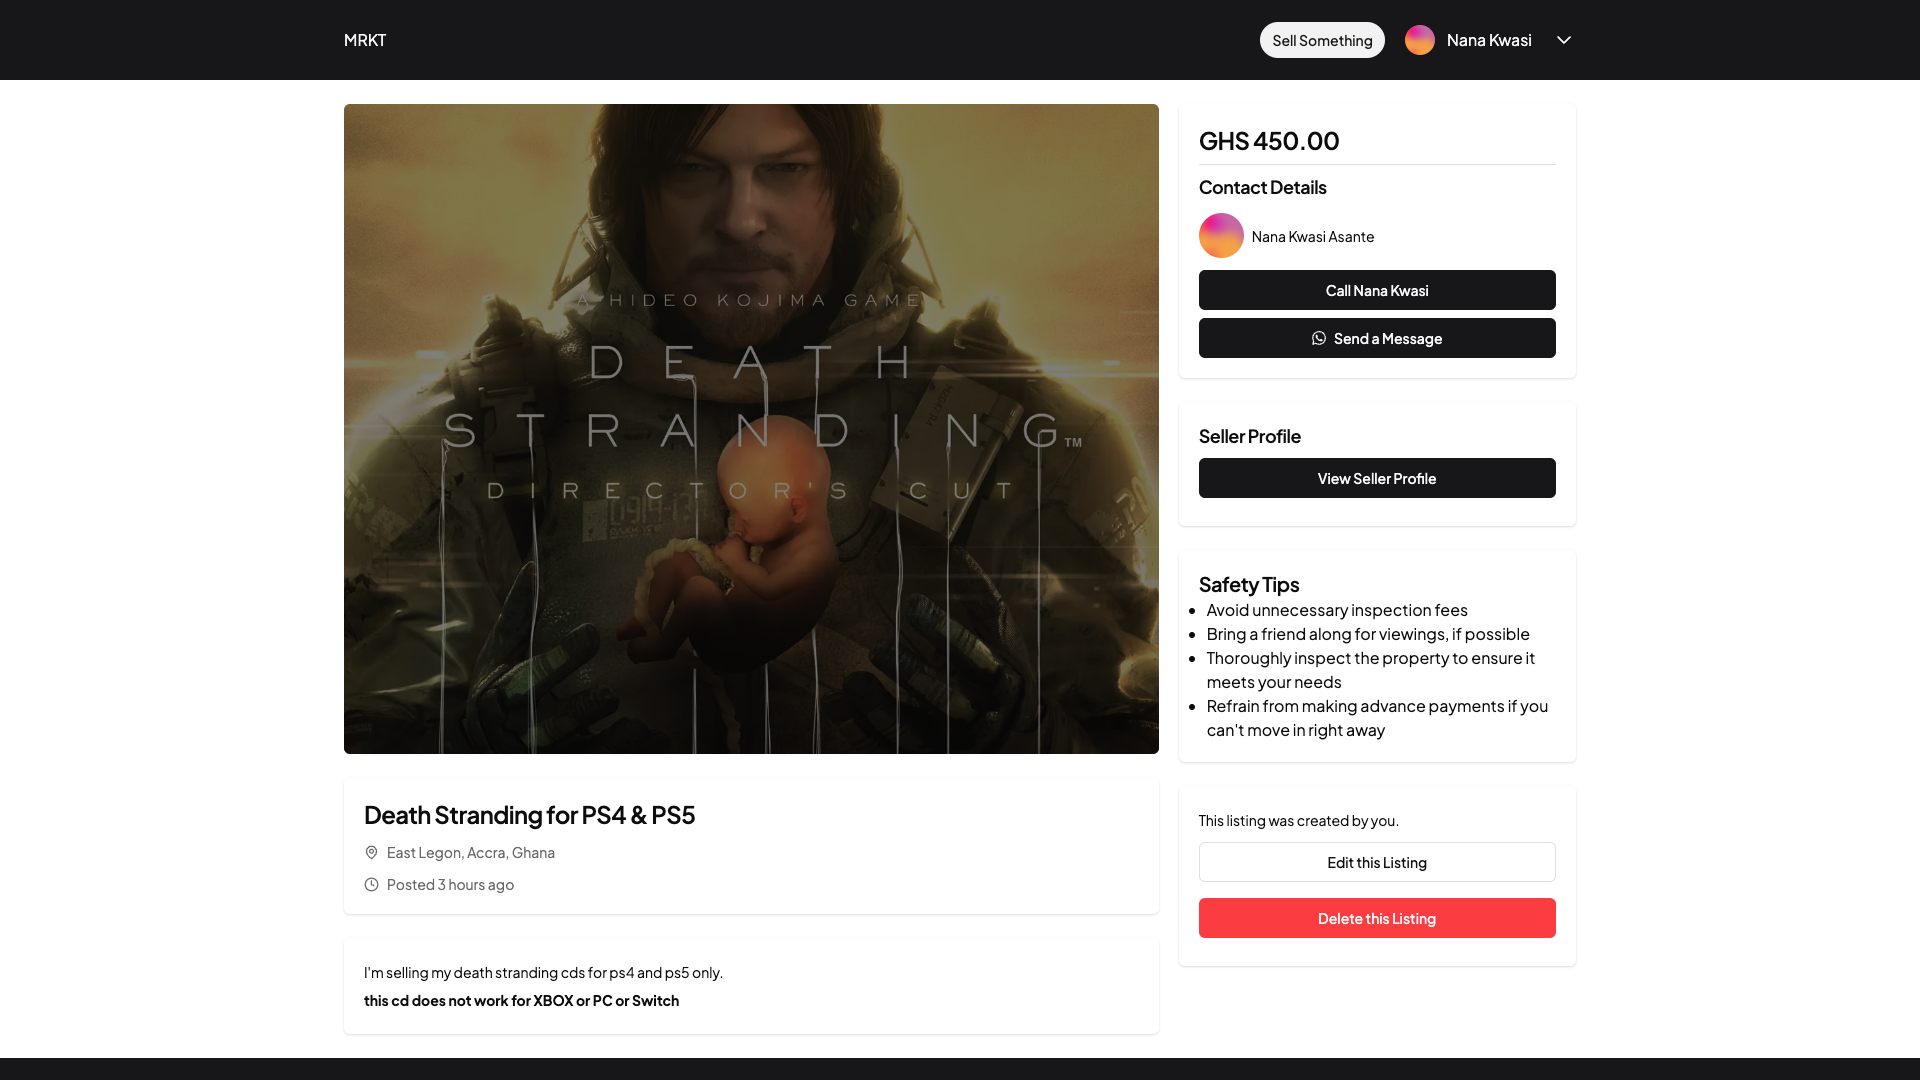 MRKT
Sell Something
Nana Kwasi
A HIDEO KOJIMA GAME
DEATH
STRANDING™
DIRECTOR'S CUT
Death Stranding for PS4 & PS5
East Legon, Accra, Ghana
Posted 3 hours ago
I'm selling my death stranding cds for ps4 and ps5 only.
this cd does not work for XBOX or PC or Switch
GHS 450.00
Contact Details
Nana Kwasi Asante
Call Nana Kwasi
Send a Message
Seller Profile
View Seller Profile
Safety Tips
Avoid unnecessary inspection fees
Bring a friend along for viewings, if possible
Thoroughly inspect the property to ensure it
meets your needs
Refrain from making advance payments if you
can't move in right away
This listing was created by you.
Edit this Listing
Delete this Listing